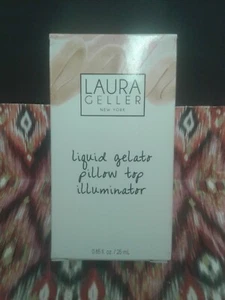 LAURA
GELLER
NEW YORK
liquid gelato
pillow top
illuminator